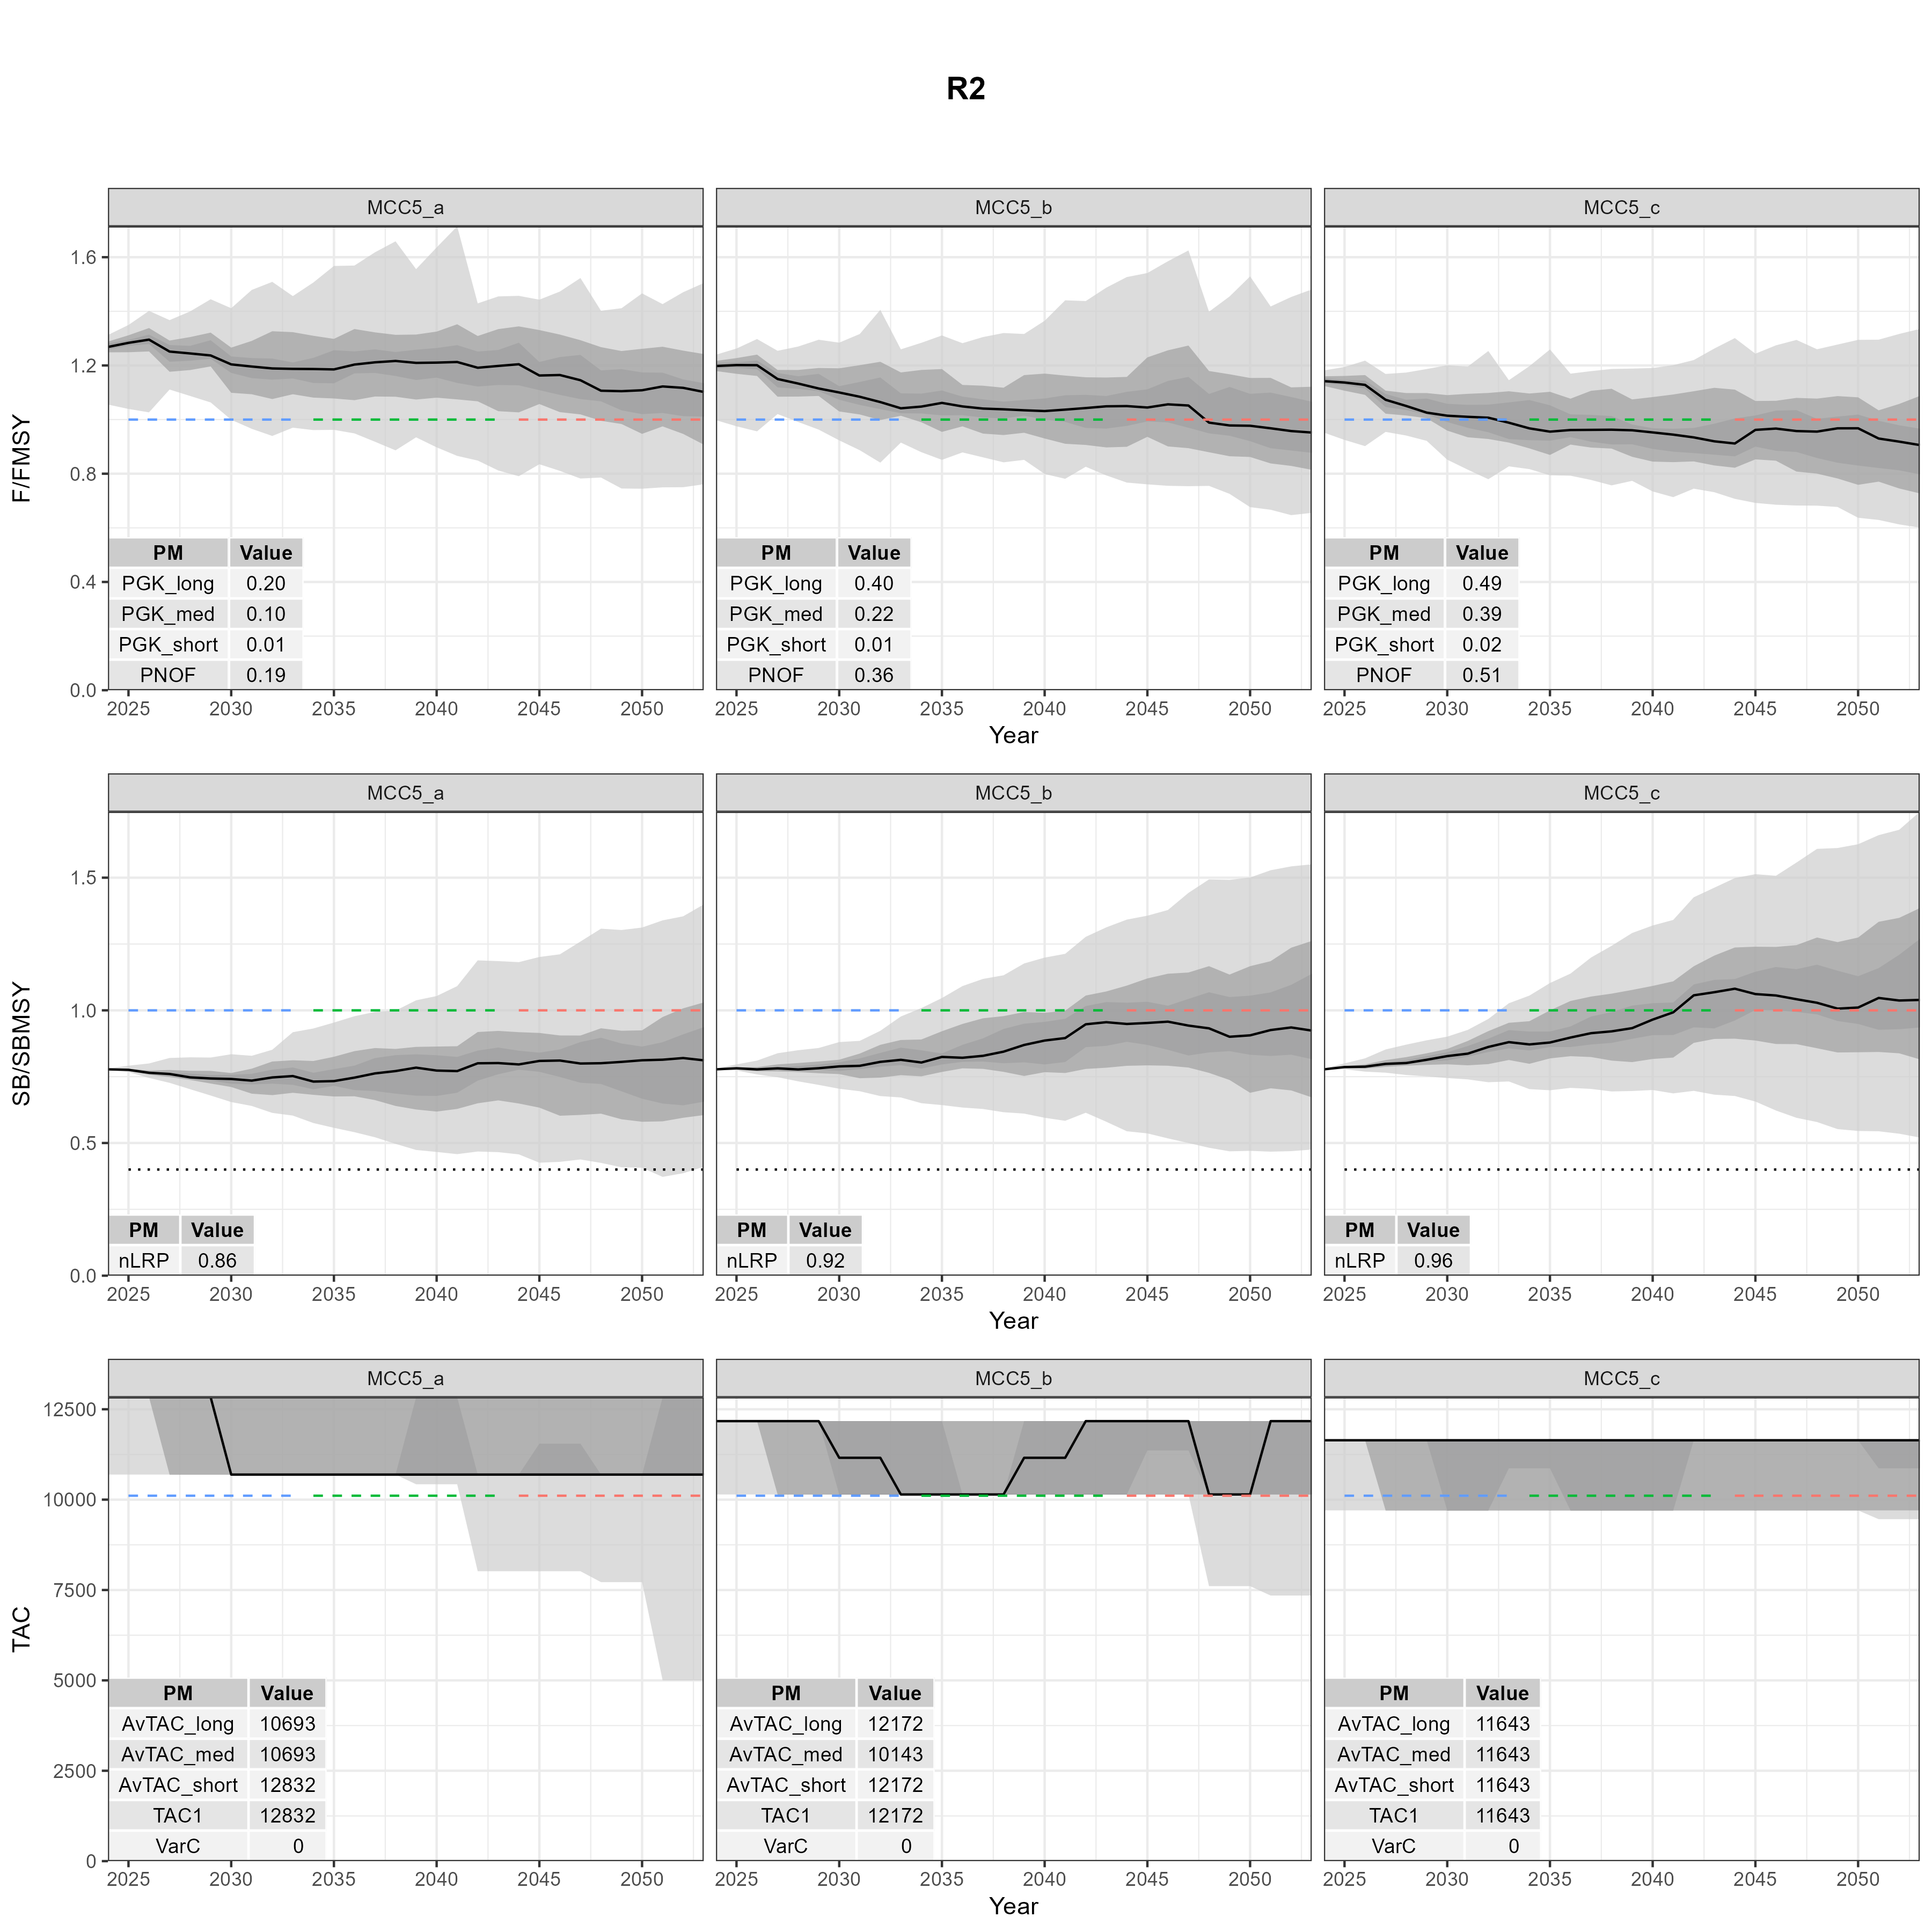 R2
MCC5_a MCC5_b MCC5_c
F/FMSY
1.6
1.2
0.8
0.4
0.0
PM Value PM Value PM Value
PGK_long 0.20 PGK_long 0.40 PGK_long 0.49
PGK_med 0.10 PGK_med 0.22 PGK_med 0.39
PGK_short 0.01 PGK_short 0.01 PGK_short 0.02
PNOF 0.19 PNOF 0.36 PNOF 0.51
2025 2030 2035 2040 2045 2050 2025 2030 2035 2040 2045 2050 2025 2030 2035 2040 2045 2050
Year
MCC5_a MCC5_b MCC5_c
SB/SBMSY
1.5
1.0
0.5
0.0
PM Value PM Value PM Value
nLRP 0.86 nLRP 0.92 nLRP 0.96
2025 2030 2035 2040 2045 2050 2025 2030 2035 2040 2045 2050 2025 2030 2035 2040 2045 2050
Year
MCC5_a MCC5_b MCC5_c
TAC
12500
10000
7500
5000
2500
0
PM Value PM Value PM Value
AvTAC_long 10693 AvTAC_long 12172 AvTAC_long 11643
AvTAC_med 10693 AvTAC_med 10143 AvTAC_med 11643
AvTAC_short 12832 AvTAC_short 12172 AvTAC_short 11643
TAC1 12832 TAC1 12172 TAC1 11643
VarC 0 VarC 0 VarC 0
2025 2030 2035 2040 2045 2050 2025 2030 2035 2040 2045 2050 2025 2030 2035 2040 2045 2050
Year